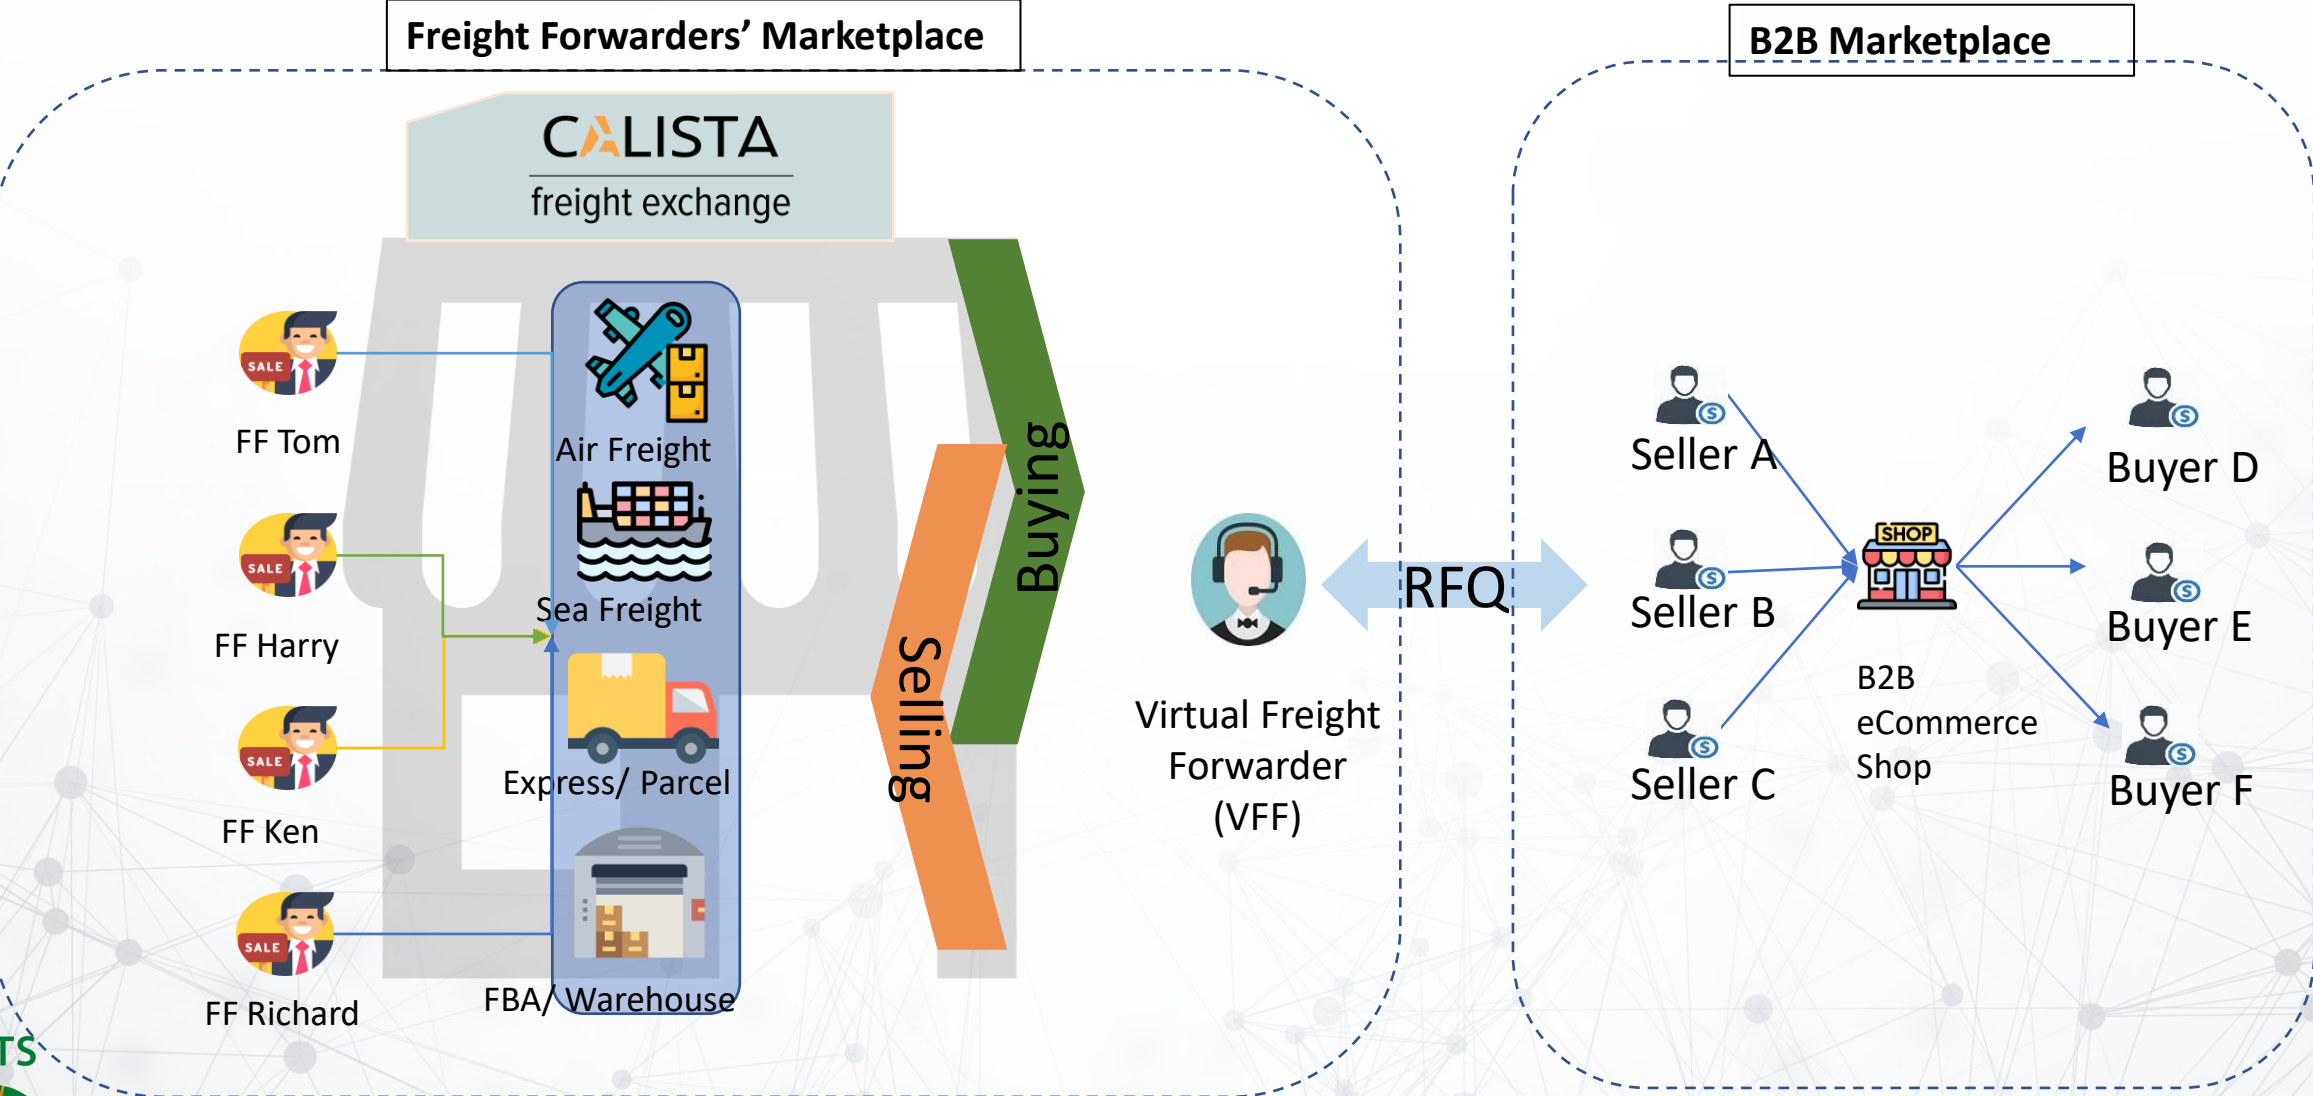 Freight Forwarders’ Marketplace
B2B Marketplace
CALISTA
freight exchange
SALE
FF Tom
SALE
FF Harry
SALE
FF Ken
SALE
FF Richard
Air Freight
Sea Freight
Express/ Parcel
FBA/ Warehouse
Selling
Buying
Virtual Freight
Forwarder
(VFF)
RFQ
Seller A
Seller B
Seller C
SHOP
B2B
eCommerce
Shop
Buyer D
Buyer E
Buyer F
TS